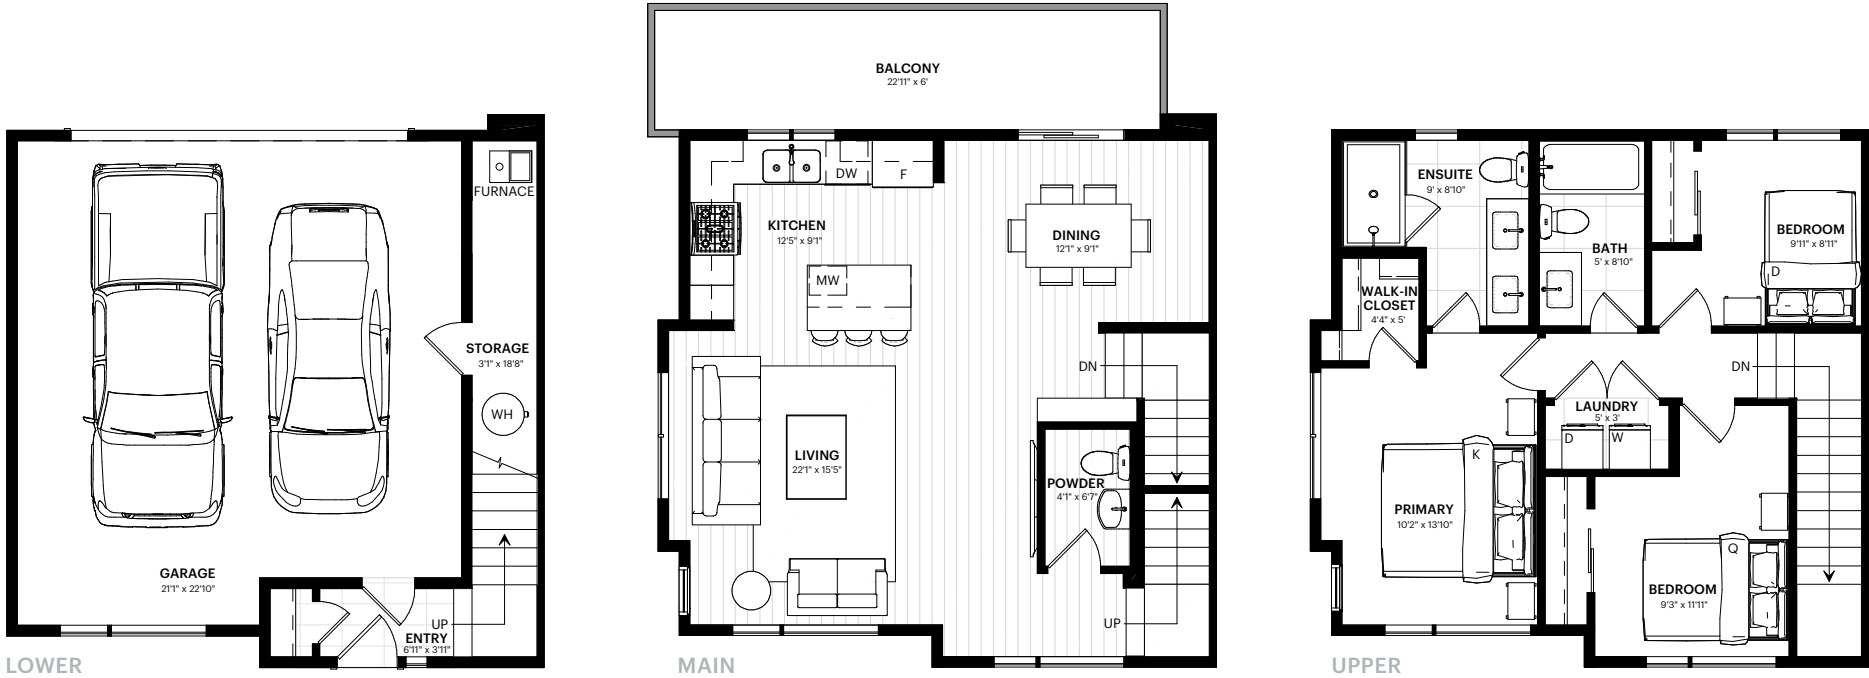 FURNACE
STORAGE
3'1" x 18'8"
WH
GARAGE
21'1" x 22'10"
UP
ENTRY
6'11" x 3'11"
LOWER
BALCONY
22'11" x 6'
DW
F
KITCHEN
12'5" x 9'1"
DINING
12'1" x 9'1"
MW
DN
LIVING
22'1" x 15'5"
POWDER
4'1" x 6'7"
UP
MAIN
ENSUITE
9' x 8'10"
BATH
5' x 8'10"
BEDROOM
9'11" x 8'11"
D
WALK-IN
CLOSET
4'4" x 5'
DN
LAUNDRY
5' x 3'
D
W
K
PRIMARY
10'2" x 13'10"
Q
BEDROOM
9'3" x 11'11"
UPPER